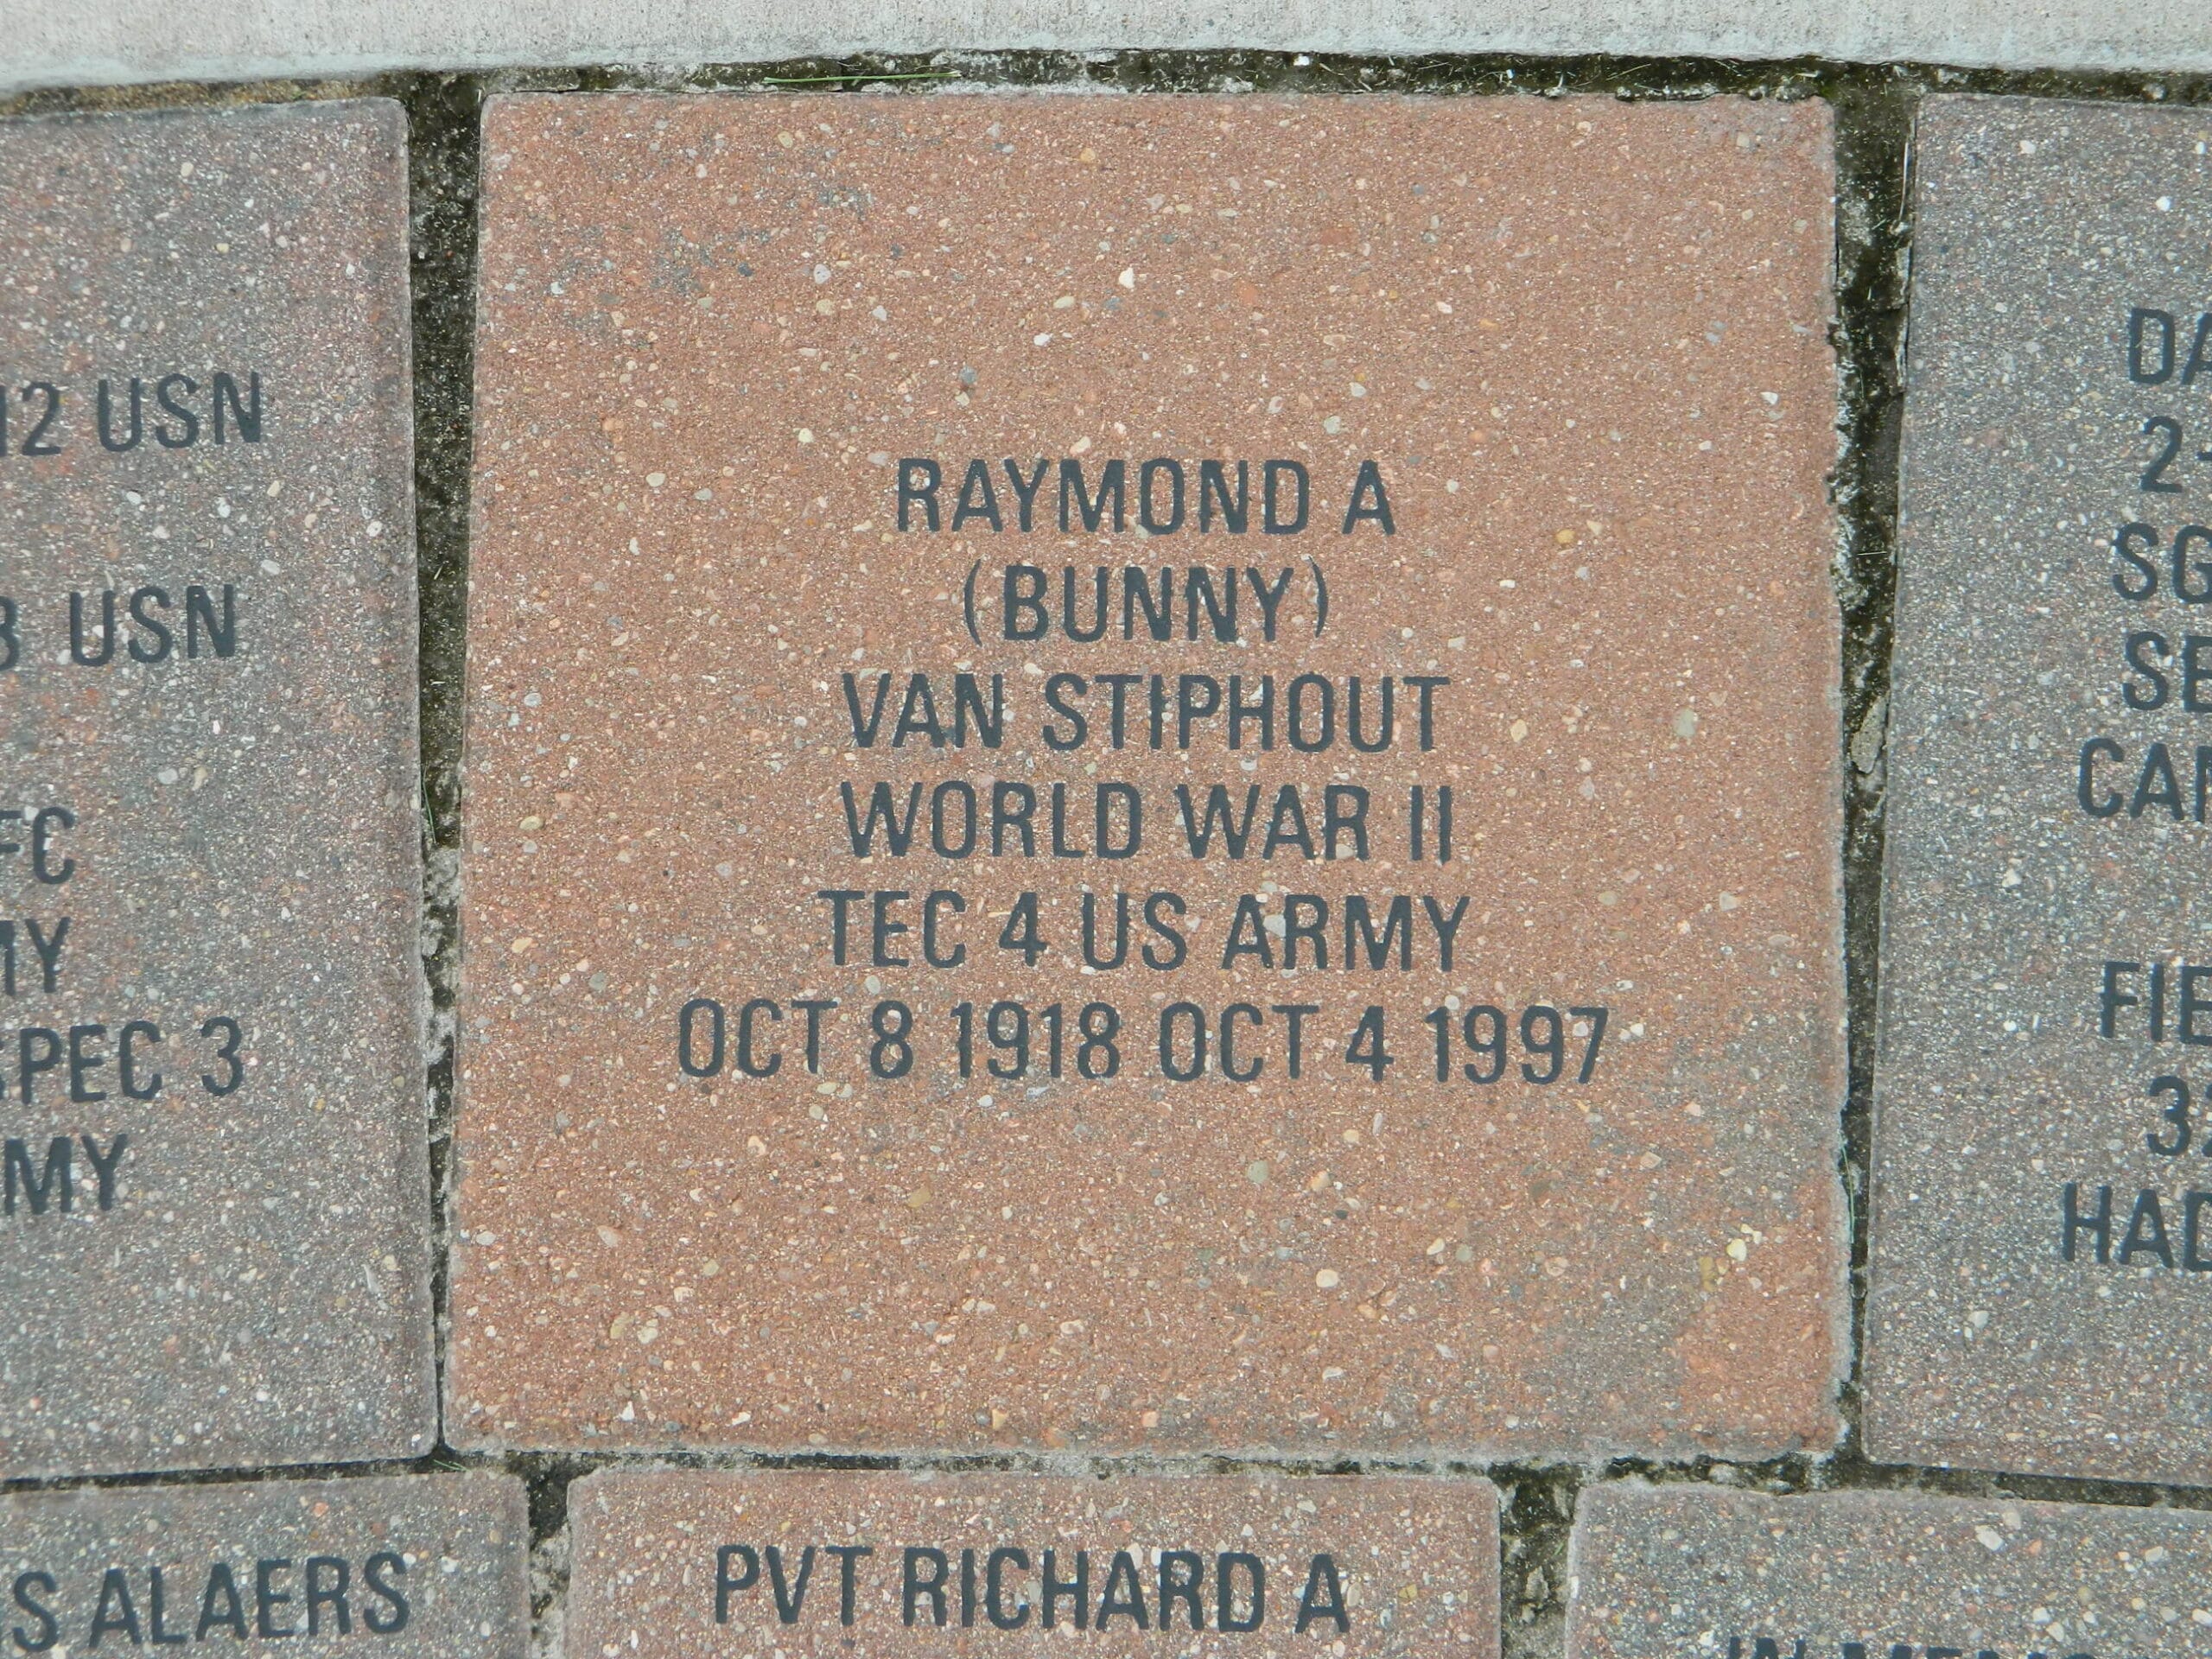 12 USN
USN
SPEC 3
RAYMOND A
(BUNNY)
VAN STIPHOUT
WORLD WAR II
TEC 4 US ARMY
OCT 8 1918 OCT 4 1997
S ALAERS
PVT RICHARD A